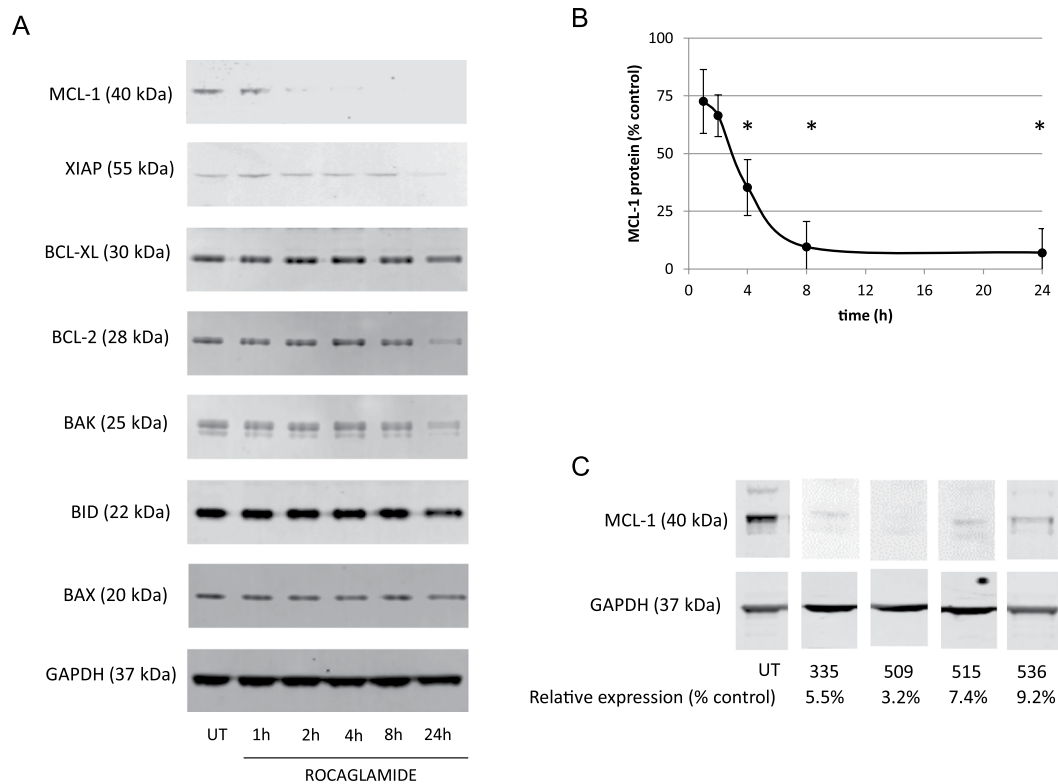 A
MCL-1 (40 kDa)
XIAP (55 kDa)
BCL-XL (30 kDa)
BCL-2 (28 kDa)
BAK (25 kDa)
BID (22 kDa)
BAX (20 kDa)
GAPDH (37 kDa)
UT 1h 2h 4h 8h 24h
ROCAGLAMIDE
B
MCL-1 protein (% control)
100
75
* * *
50
25
0
0 4 8 12 16 20 24
time (h)
C
MCL-1 (40 kDa)
GAPDH (37 kDa)
UT 335 509 515 536
Relative expression (% control) 5.5% 3.2% 7.4% 9.2%